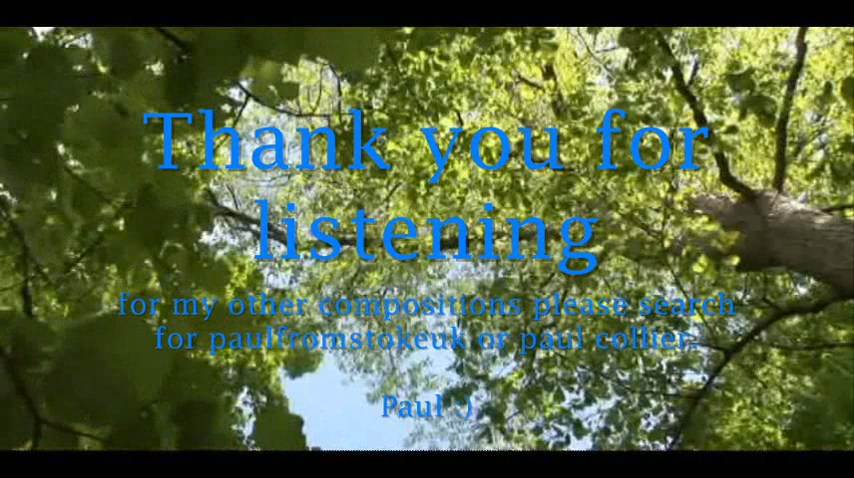 Thank you for
listening
for my other compositions please search
for paulfromstokeuk or paul collier.
Paul :)